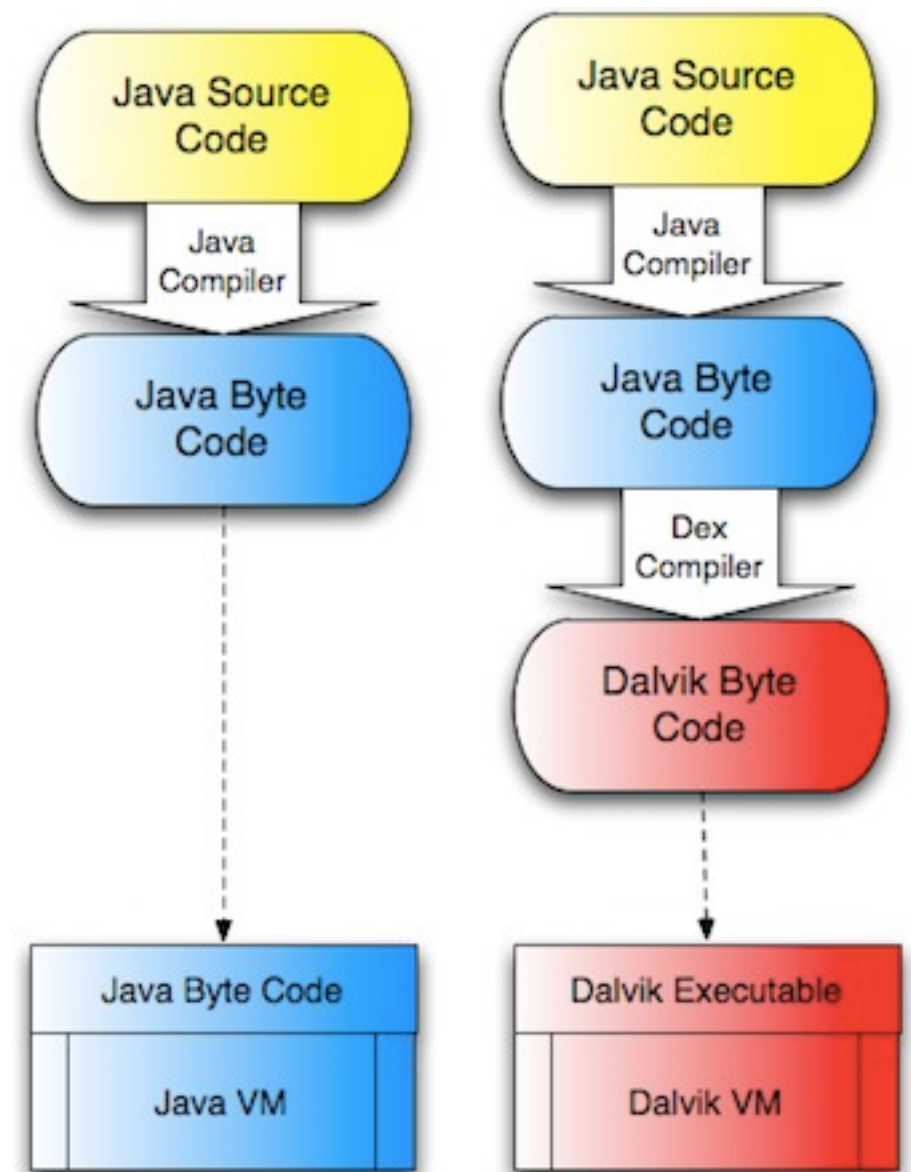 Java Source
Code
Java
Compiler
Java Byte
Code
Java Byte Code
Java VM
Java Source
Code
Java
Compiler
Java Byte
Code
Dex
Compiler
Dalvik Byte
Code
Dalvik Executable
Dalvik VM